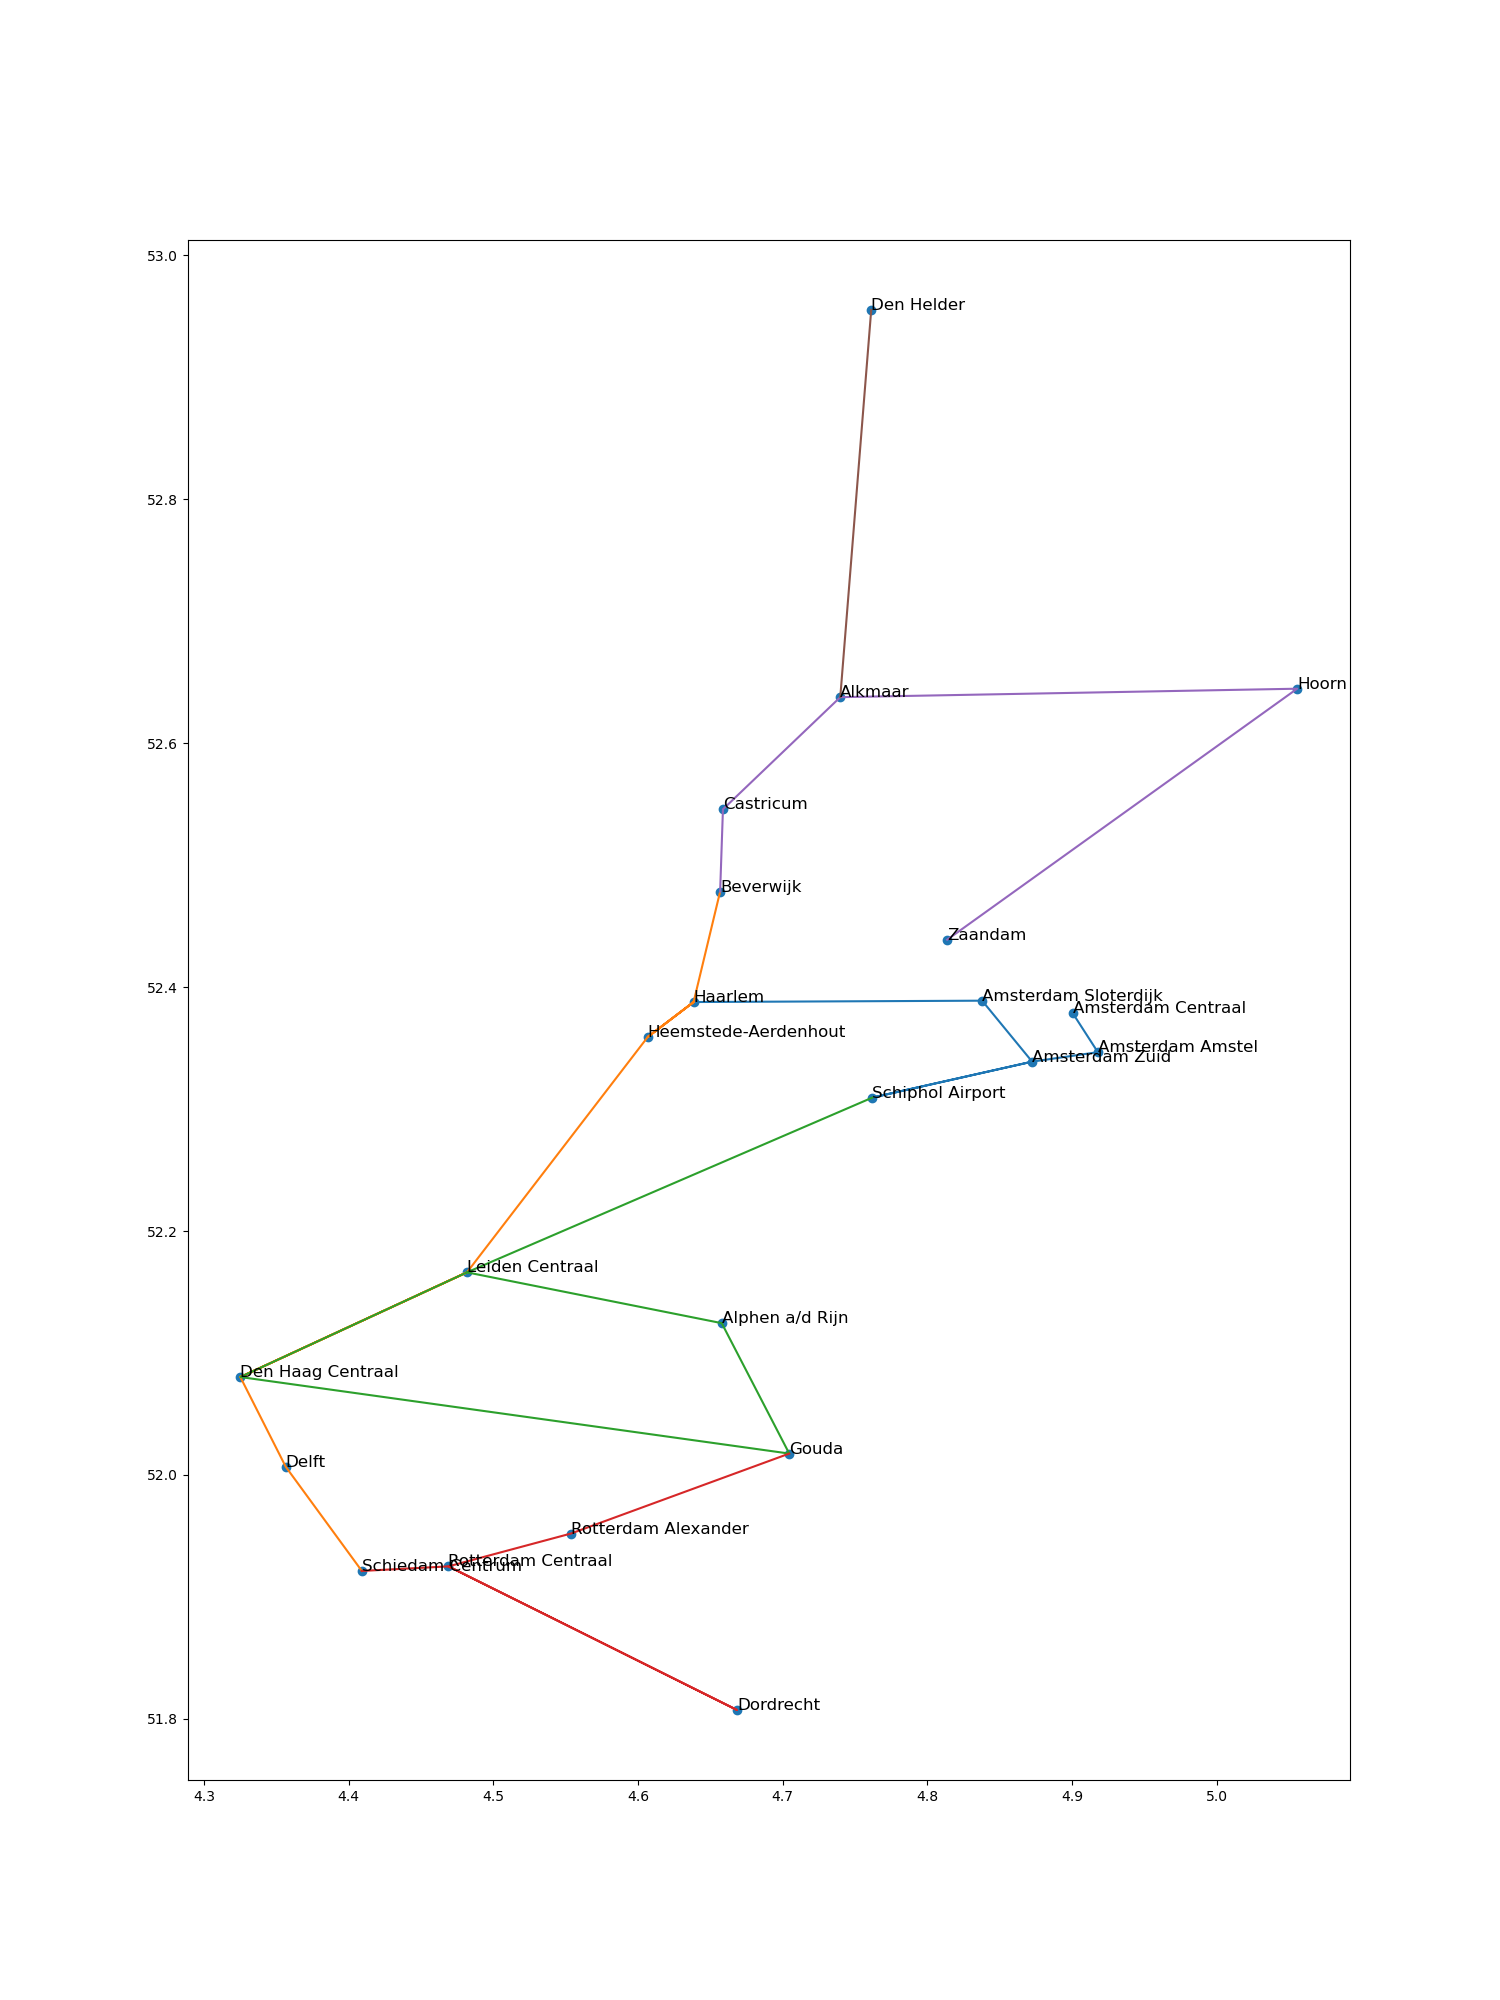 53.0
Den Helder
52.8
Hoorn
Alkmaar
52.6
Castricum
Beverwijk
Zaandam
52.4
Haarlem
Amsterdam Sloterdijk
Amsterdam Centraal
Heemstede-Aerdenhout
Amsterdam Amstel
Amsterdam Zuid
Schiphol Airport
52.2
Leiden Centraal
Alphen a/d Rijn
Den Haag Centraal
Gouda
Delft
52.0
Rotterdam Alexander
Rotterdam Centraal
Schiedam Centrum
Dordrecht
51.8
4.3 4.4 4.5 4.6 4.7 4.8 4.9 5.0